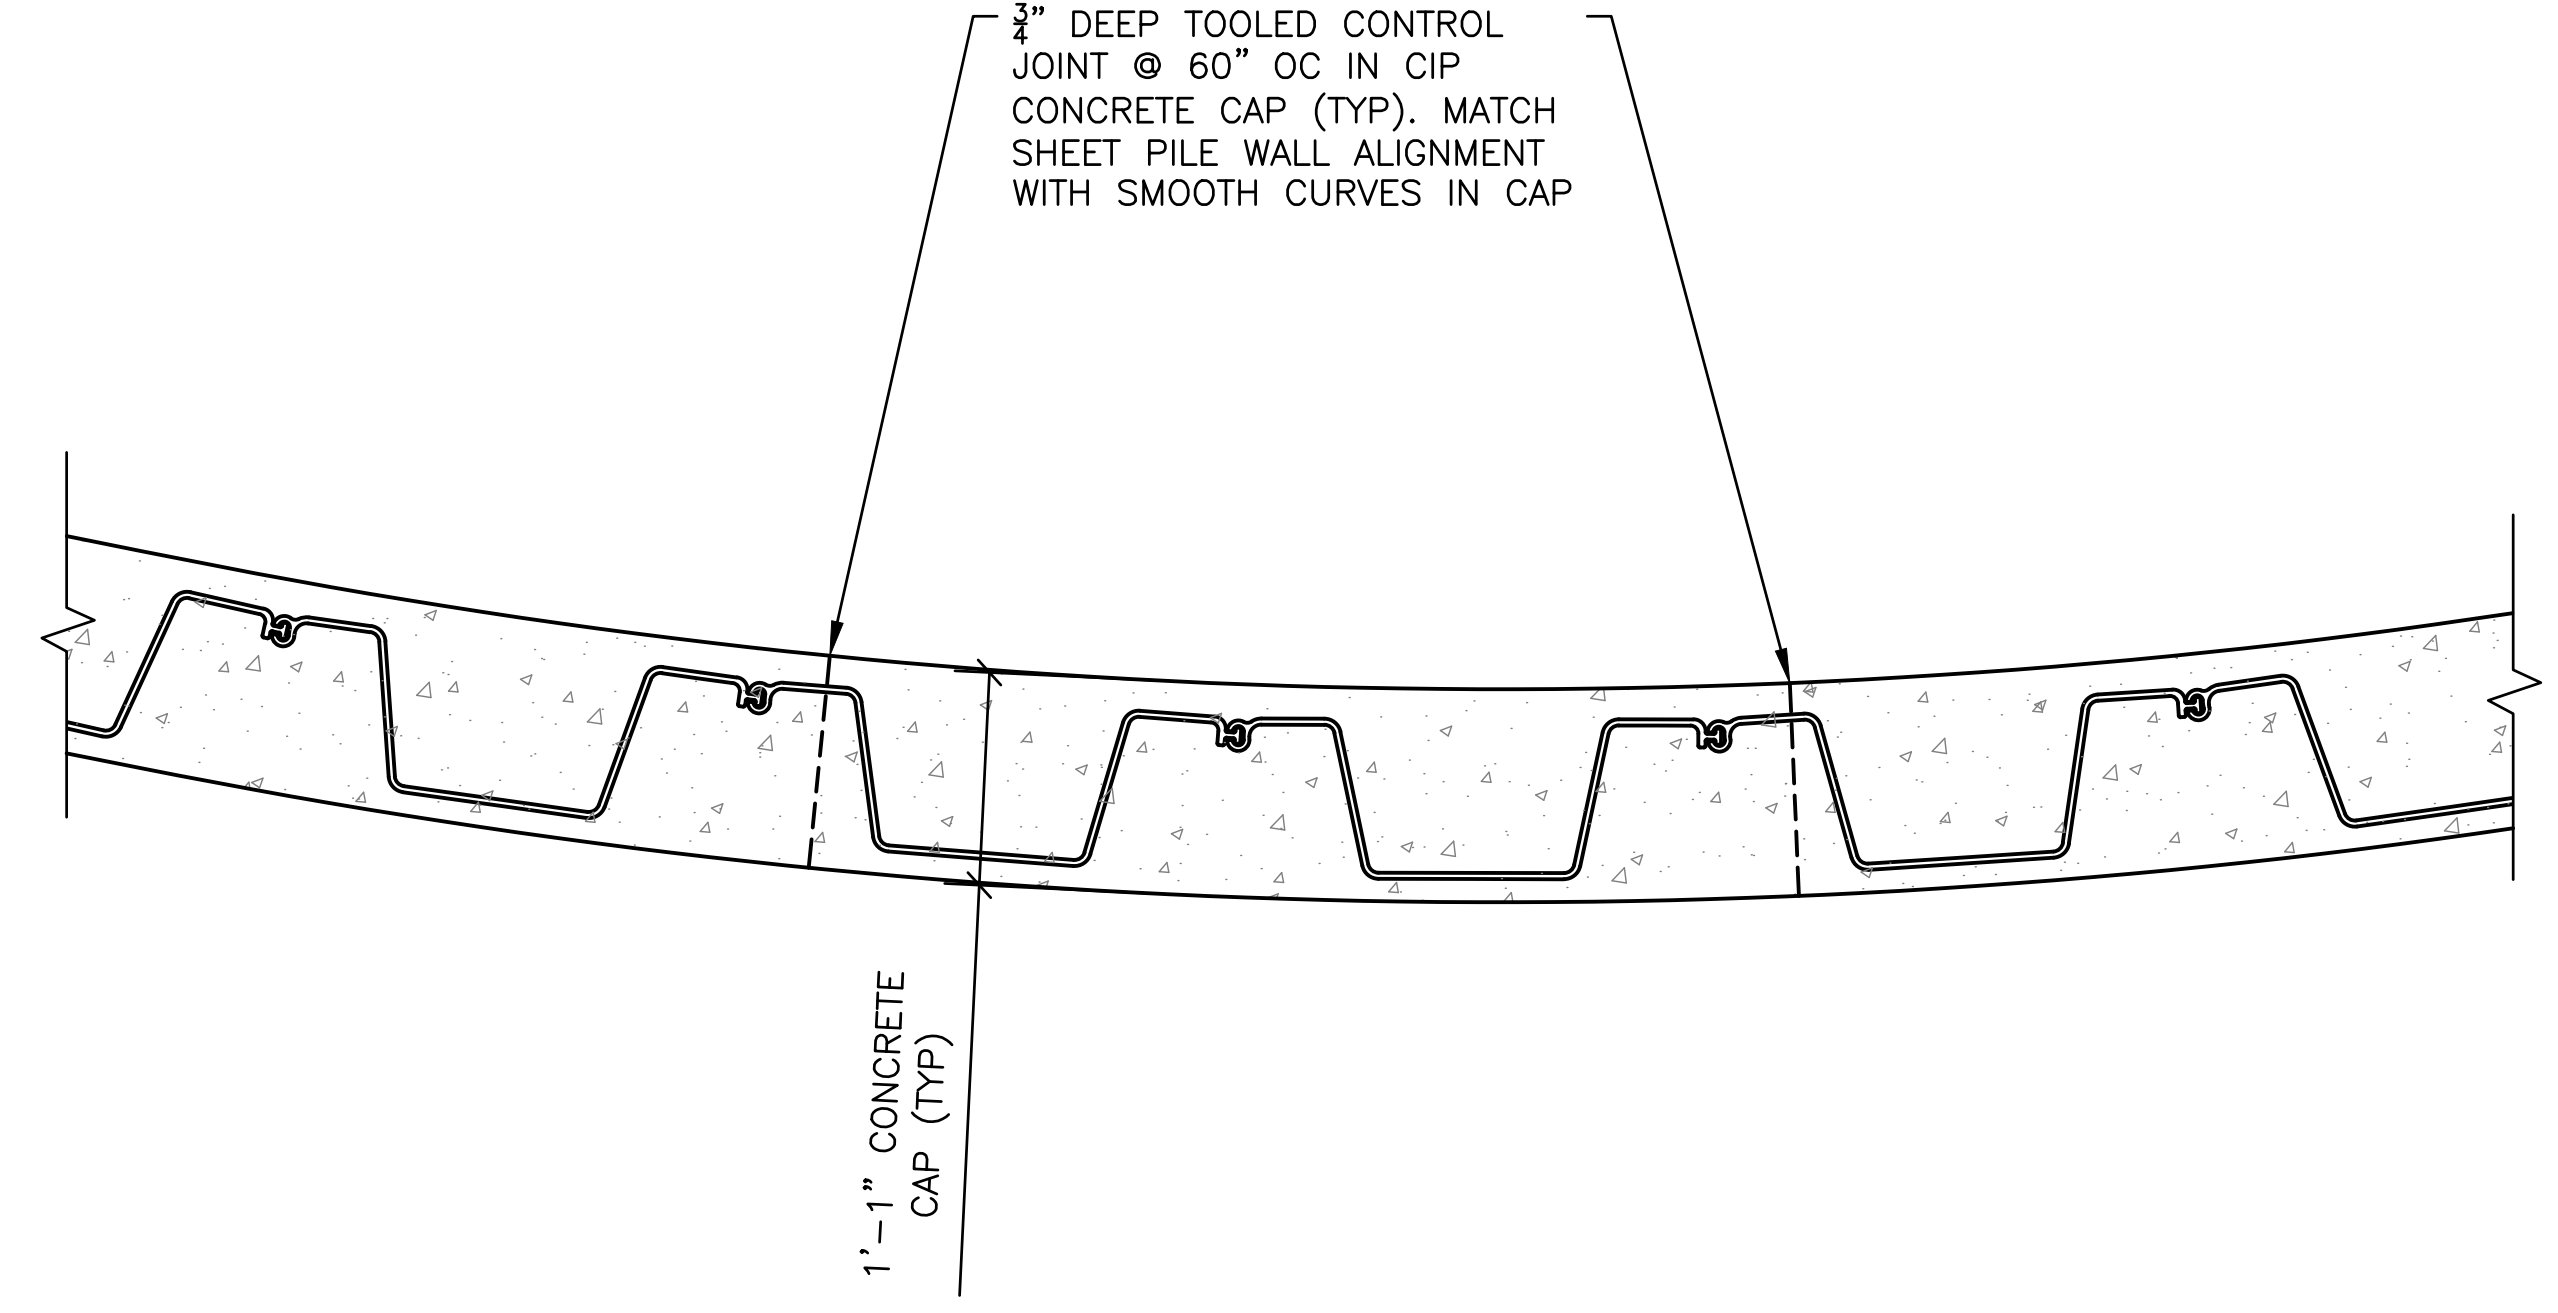 ¾” DEEP TOOLED CONTROL
JOINT @ 60” OC IN CIP
CONCRETE CAP (TYP). MATCH
SHEET PILE WALL ALIGNMENT
WITH SMOOTH CURVES IN CAP
1’-1” CONCRETE
CAP (TYP)